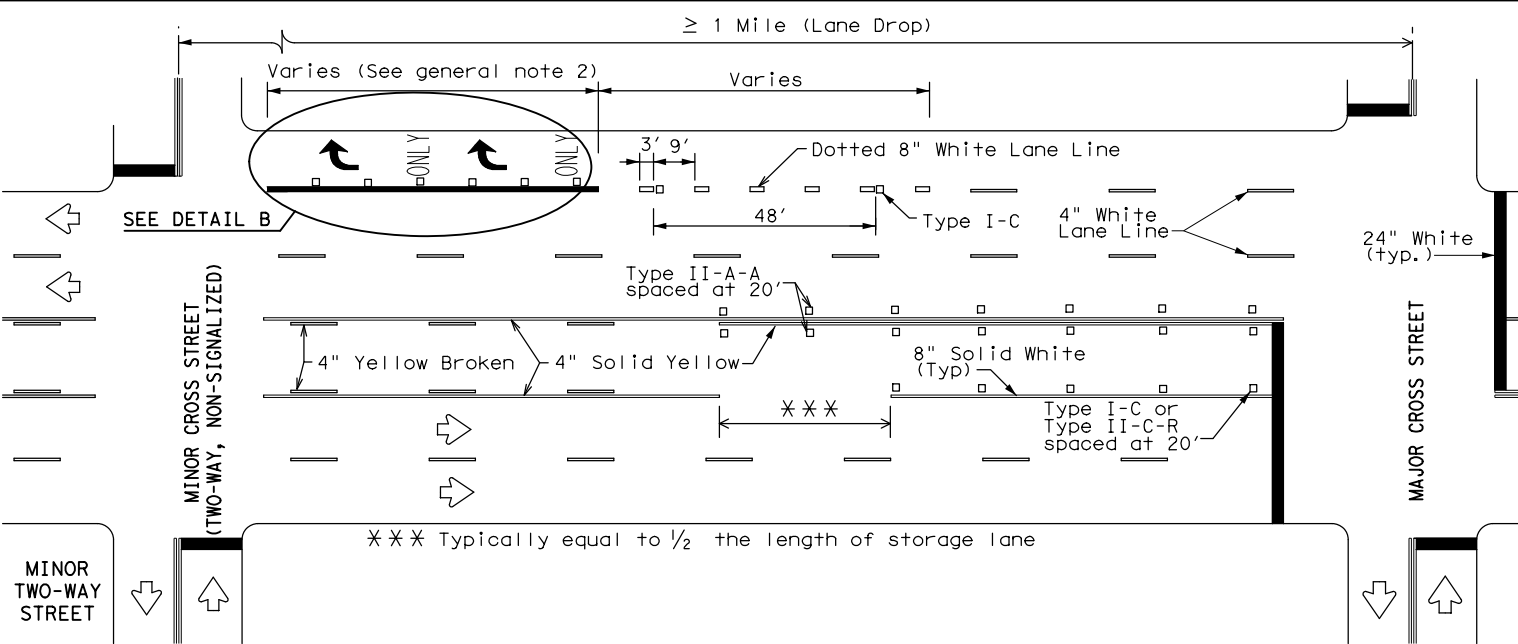 ≥ 1 Mile (Lane Drop)
Varies (See general note 2)
Varies
ONLY
ONLY
3' 9'
Dotted 8" White Lane Line
48'
Type I-C
4" White
Lane Line
SEE DETAIL B
24" White
(typ.)
Type II-A-A
spaced at 20'
MINOR CROSS STREET
(TWO-WAY, NON-SIGNALIZED)
4" Yellow Broken
4" Solid Yellow
8" Solid White
(Typ)
***
Type I-C or
Type II-C-R
spaced at 20'
MAJOR CROSS STREET
*** Typically equal to 1/2 the length of storage lane
MINOR
TWO-WAY
STREET